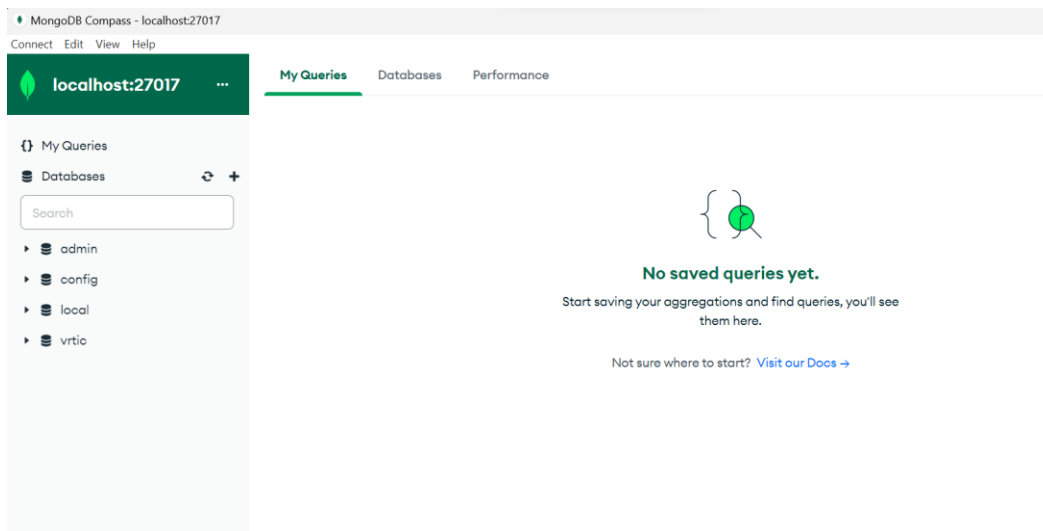 MongoDB Compass - localhost:27017
Connect Edit View Help
localhost:27017 ...
My Queries Databases Performance
{} My Queries
Databases
Search
admin
config
local
vrtic
No saved queries yet.
Start saving your aggregations and find queries, you'll see
them here.
Not sure where to start? Visit our Docs →